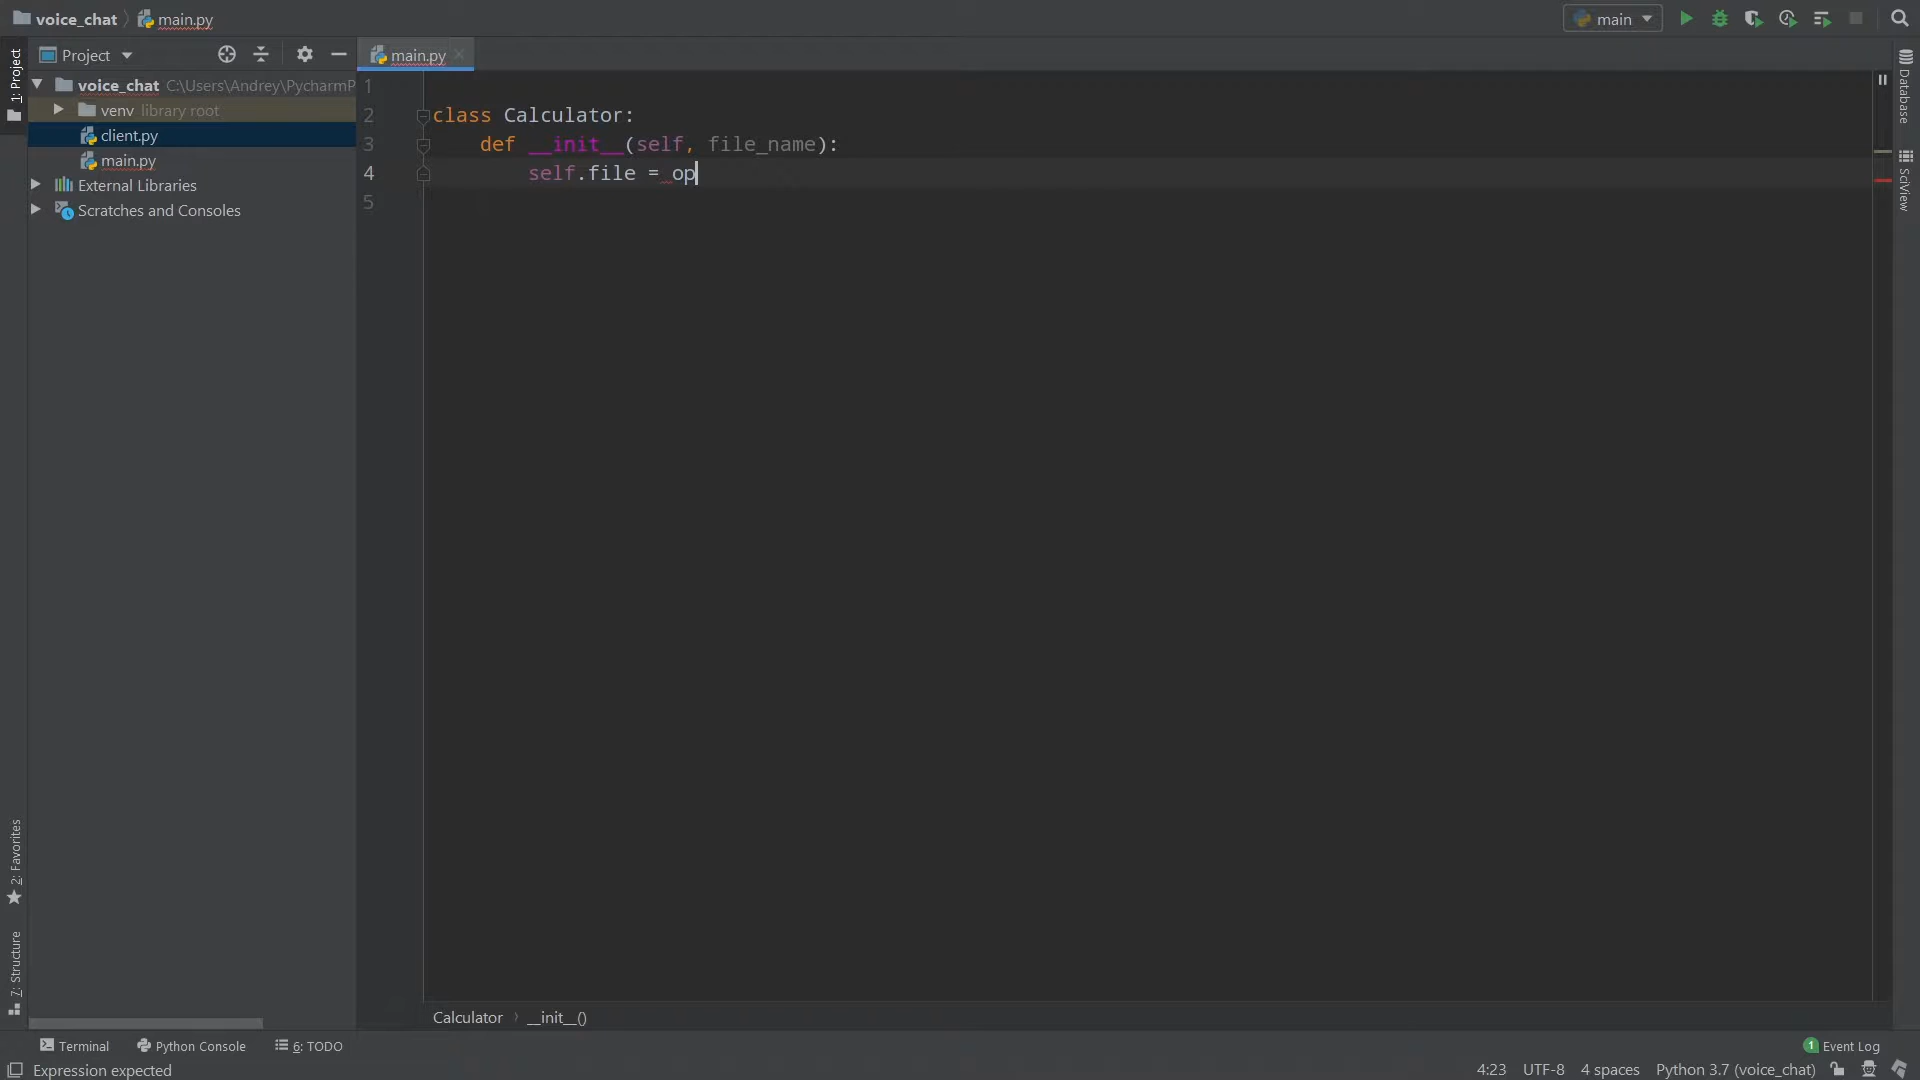 voice_chat main.py
main
Project
main.py
1: Project
voice_chat C:\Users\Andrey\PycharmP
venv library root
client.py
main.py
External Libraries
Scratches and Consoles
1
2 class Calculator:
3 def __init__(self, file_name):
4 self.file = op
5
Database
SciView
2: Favorites
7: Structure
Calculator › __init__()
Terminal Python Console 6: TODO
1 Event Log
Expression expected
4:23 UTF-8 4 spaces Python 3.7 (voice_chat)